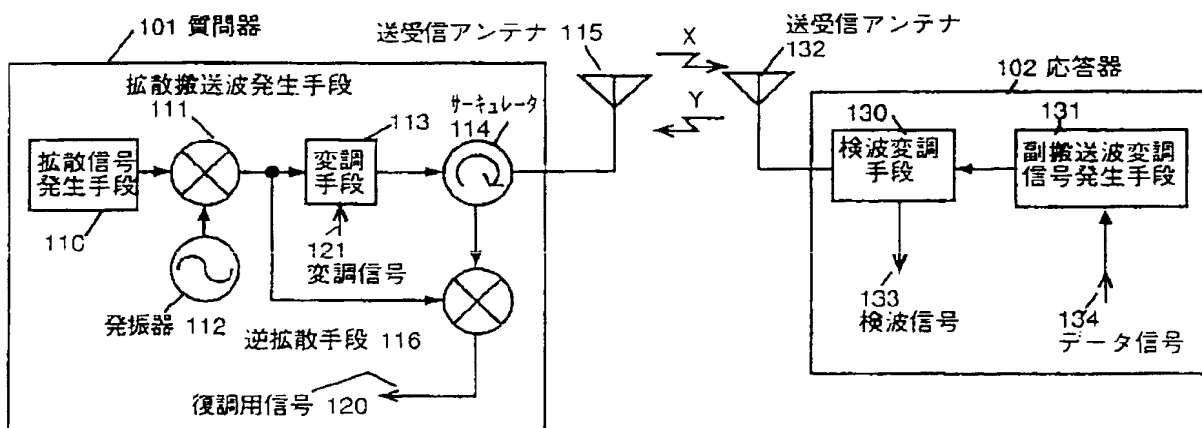 101 質問器
送受信アンテナ 115
X
送受信アンテナ
132
Y
102 応答器
拡散搬送波発生手段
111
113
サーキュレータ
114
130
131
拡散信号
発生手段
変調
手段
検波変調
手段
副搬送波変調
信号発生手段
110
121
変調信号
133
検波信号
134
データ信号
発振器 112
逆拡散手段 116
復調用信号 120